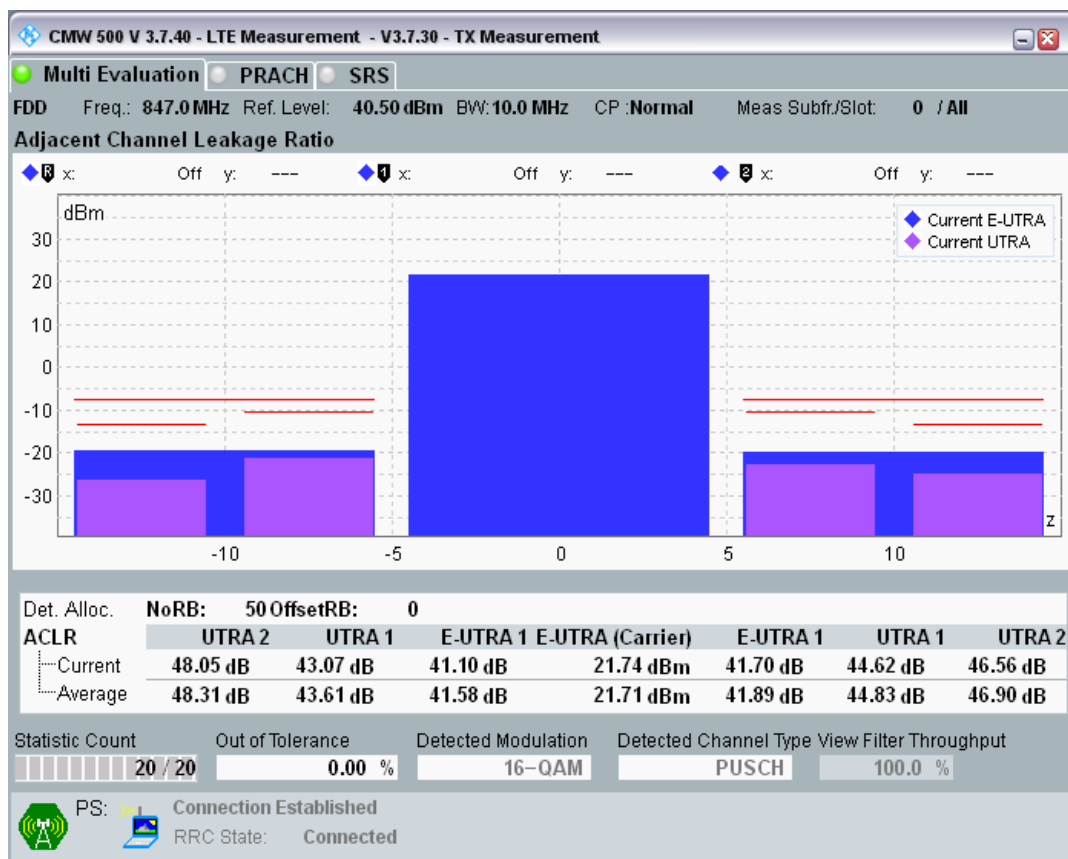 CMW 500 V 3.7.40 - LTE Measurement - V3.7.30 - TX Measurement
Multi Evaluation PRACH SRS
FDD Freq.: 847.0 MHz Ref. Level: 40.50 dBm BW: 10.0 MHz CP :Normal Meas Subfr./Slot: 0 / All
Adjacent Channel Leakage Ratio
R x: Off y: --- 1 x: Off y: --- 2 x: Off y: ---
dBm
Current E-UTRA
Current UTRA
30
20
10
0
-10
-20
-30
z
-10 -5 0 5 10
Det. Alloc. NoRB: 50 OffsetRB: 0
ACLR UTRA 2 UTRA 1 E-UTRA 1 E-UTRA (Carrier) E-UTRA 1 UTRA 1 UTRA 2
Current 48.05 dB 43.07 dB 41.10 dB 21.74 dBm 41.70 dB 44.62 dB 46.56 dB
Average 48.31 dB 43.61 dB 41.58 dB 21.71 dBm 41.89 dB 44.83 dB 46.90 dB
Statistic Count Out of Tolerance Detected Modulation Detected Channel Type View Filter Throughput
20 / 20 0.00 % 16-QAM PUSCH 100.0 %
PS: Connection Established
RRC State: Connected